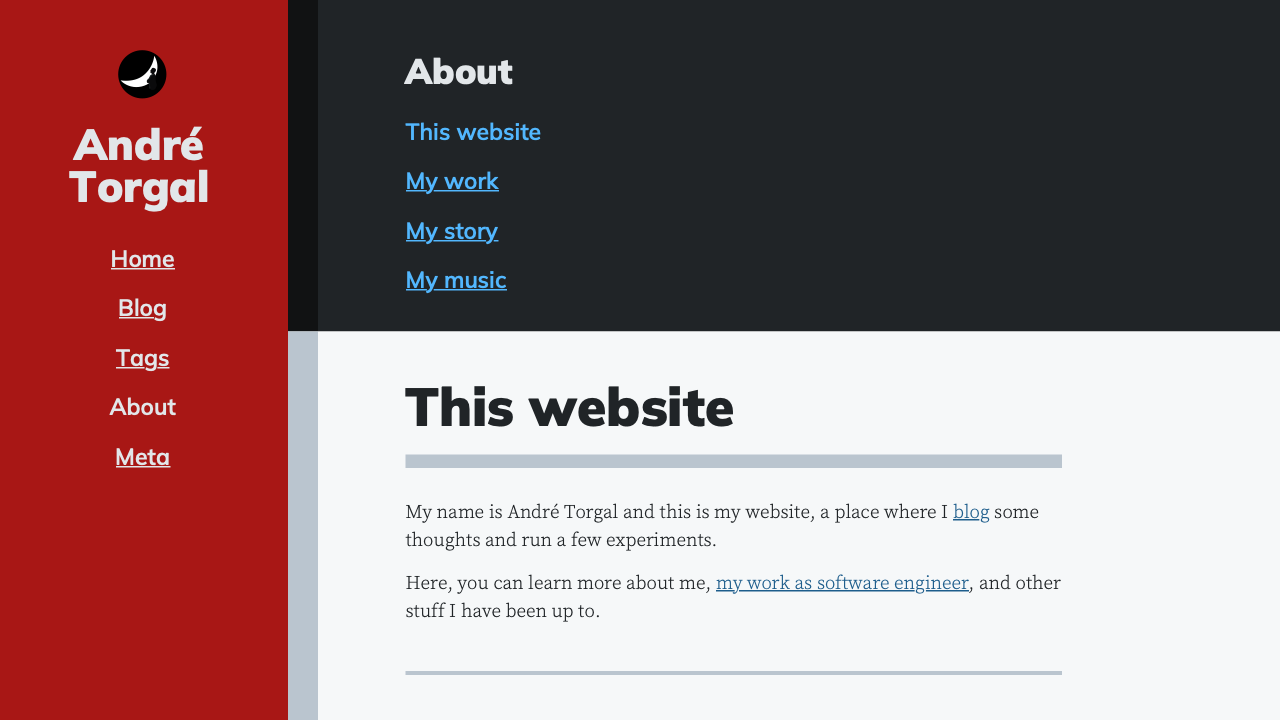 André
Torgal
Home
Blog
Tags
About
Meta
About
This website
My work
My story
My music
This website
My name is André Torgal and this is my website, a place where I blog some
thoughts and run a few experiments.
Here, you can learn more about me, my work as software engineer, and other
stuff I have been up to.